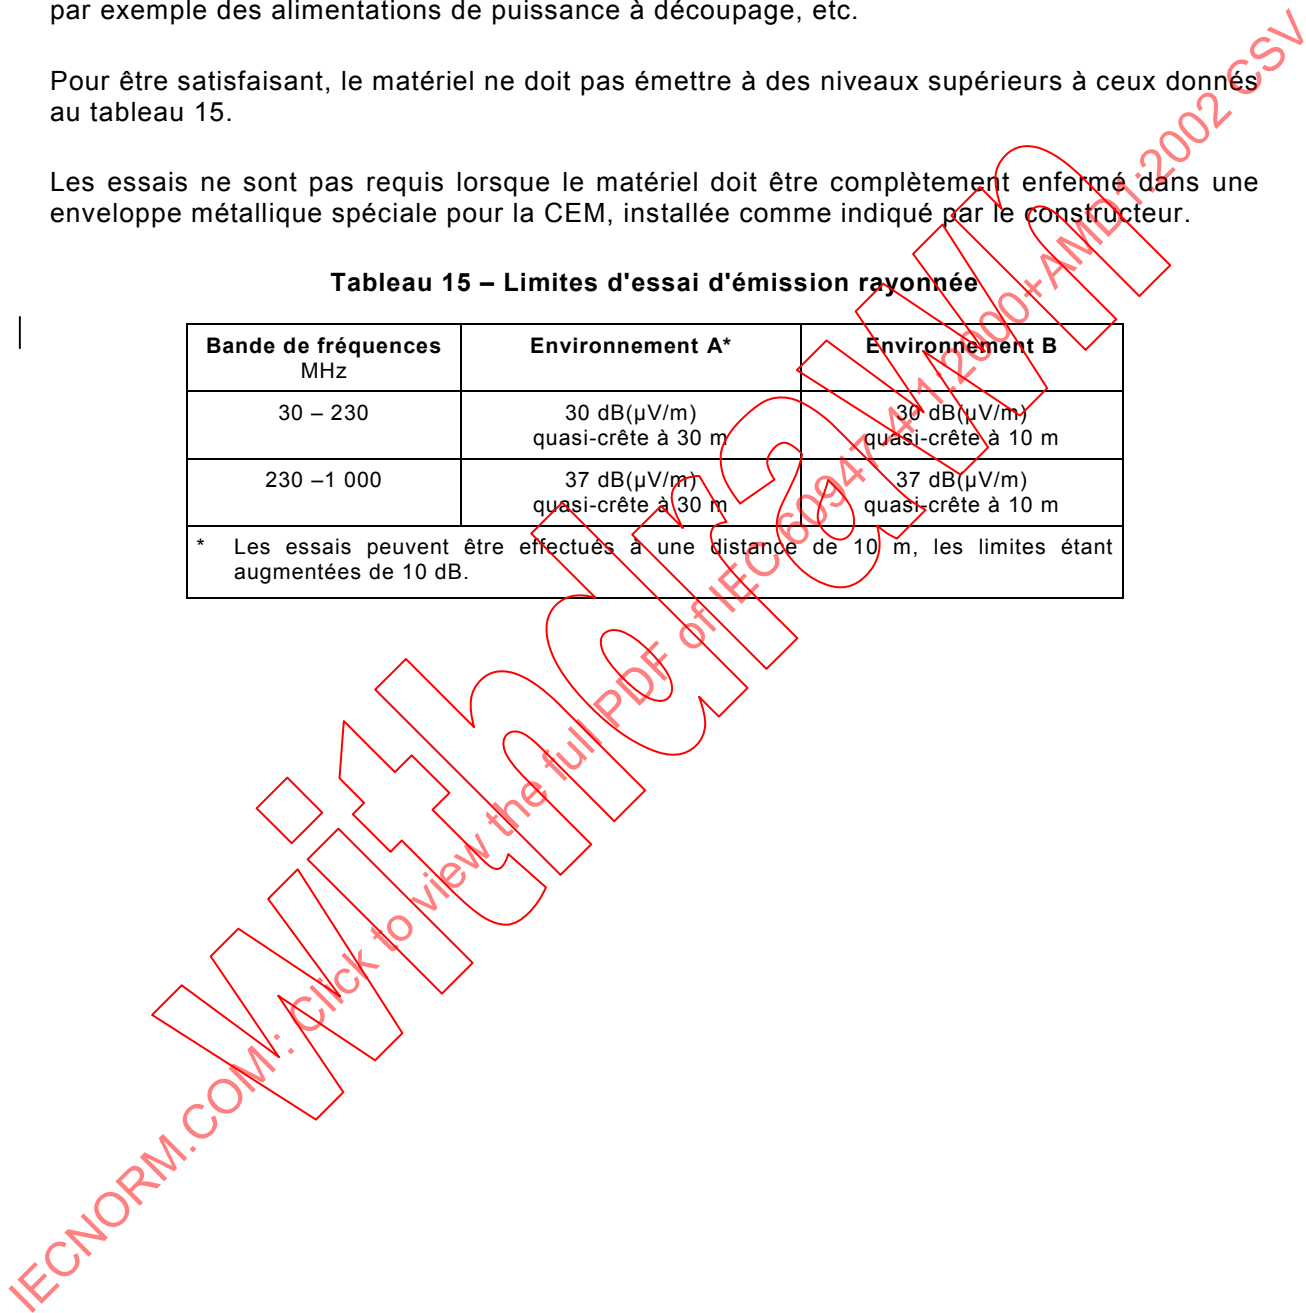 par exemple des alimentations de puissance à découpage, etc.
Pour être satisfaisant, le matériel ne doit pas émettre à des niveaux supérieurs à ceux donnés
au tableau 15.
Les essais ne sont pas requis lorsque le matériel doit être complètement enfermé dans une
enveloppe métallique spéciale pour la CEM, installée comme indiqué par le constructeur.
Tableau 15 – Limites d'essai d'émission rayonnée
Bande de fréquences Environnement A* Environnement B
MHz
30 – 230 30 dB(µV/m) 30 dB(µV/m)
quasi-crête à 30 m quasi-crête à 10 m
230 –1 000 37 dB(µV/m) 37 dB(µV/m)
quasi-crête à 30 m quasi-crête à 10 m
* Les essais peuvent être effectués à une distance de 10 m, les limites étant
augmentées de 10 dB.
Withdrawn
IECNORM.COM : Click to view the full PDF of IEC 60947-4-1:2000+AMD1:2002 CSV